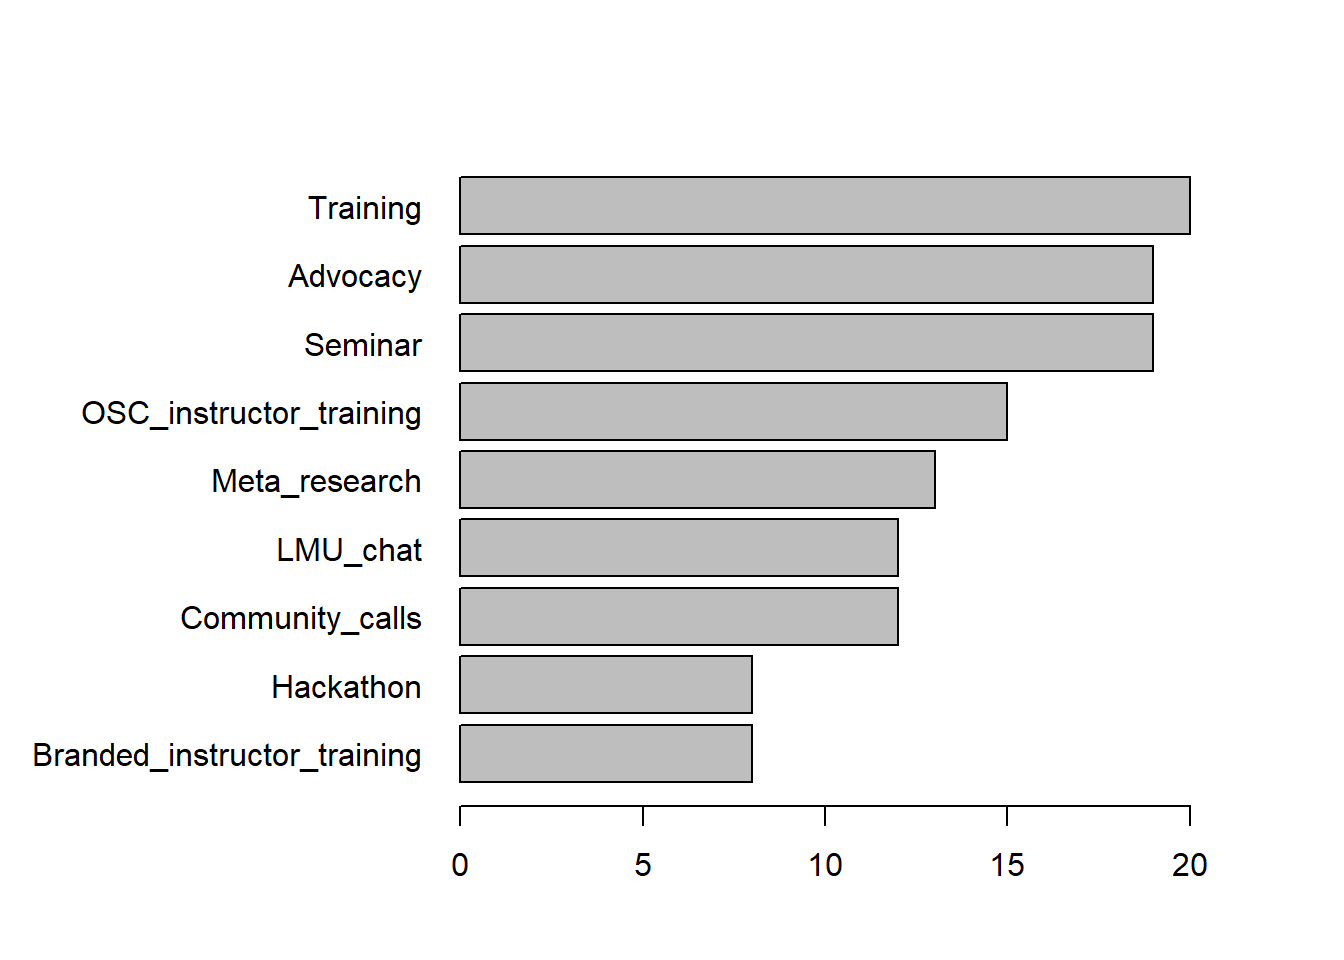 Training
Advocacy
Seminar
OSC_instructor_training
Meta_research
LMU_chat
Community_calls
Hackathon
Branded_instructor_training
0 5 10 15 20